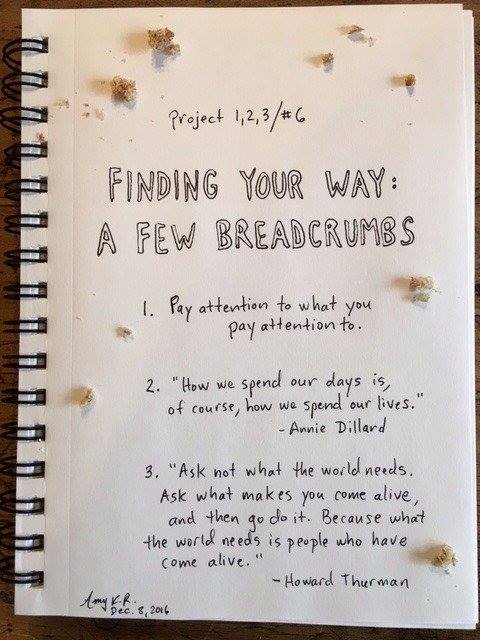 Project 1,2,3/#6
FINDING YOUR WAY:
A FEW BREADCRUMBS
1. Pay attention to what you
pay attention to.
2. "How we spend our days is,
of course, how we spend our lives."
- Annie Dillard
3. "Ask not what the world needs.
Ask what makes you come alive,
and then go do it. Because what
the world needs is people who have
come alive."
- Howard Thurman
Amy K.R.
Dec. 8, 2016